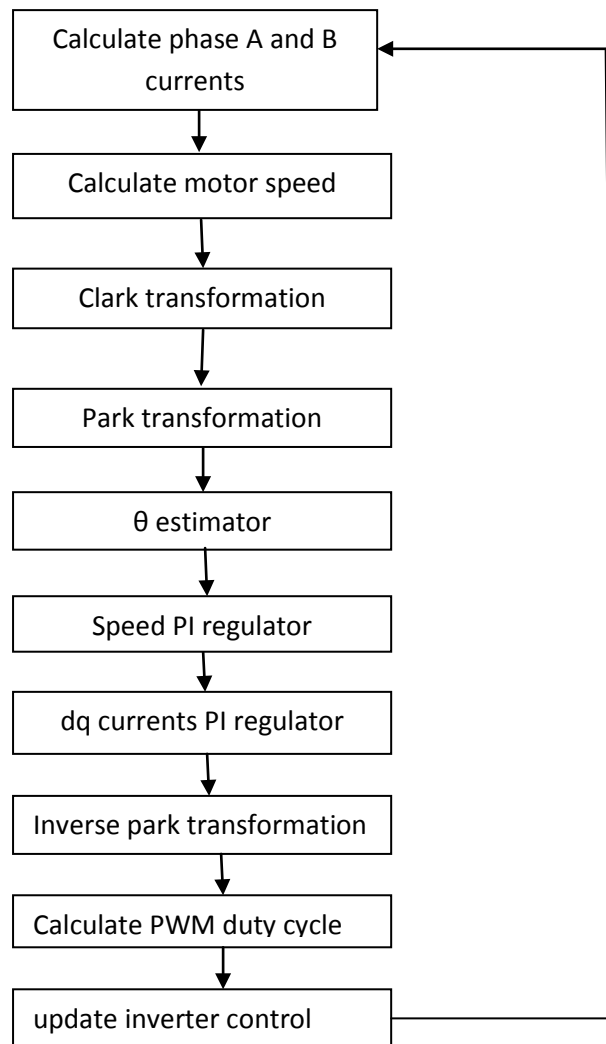 Calculate phase A and B
currents
Calculate motor speed
Clark transformation
Park transformation
θ estimator
Speed PI regulator
dq currents PI regulator
Inverse park transformation
Calculate PWM duty cycle
update inverter control